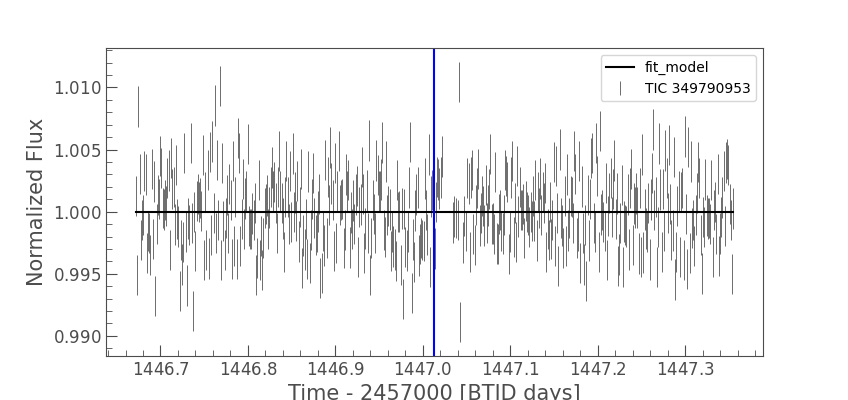 fit_model
TIC 349790953
1.010
1.005
1.000
0.995
0.990
Normalized Flux
1446.7 1446.8 1446.9 1447.0 1447.1 1447.2 1447.3
Time - 2457000 [BTJD days]